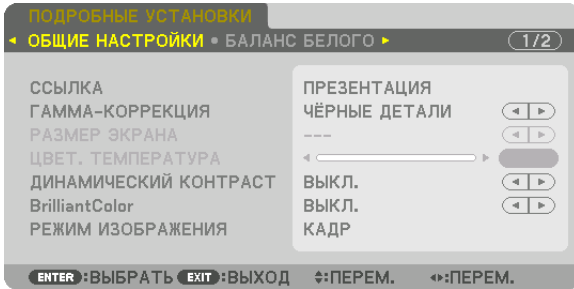 ПОДРОБНЫЕ УСТАНОВКИ
ОБЩИЕ НАСТРОЙКИ • БАЛАНС БЕЛОГО 1/2
ССЫЛКА ПРЕЗЕНТАЦИЯ
ГАММА-КОРРЕКЦИЯ ЧЁРНЫЕ ДЕТАЛИ
РАЗМЕР ЭКРАНА ---
ЦВЕТ. ТЕМПЕРАТУРА
ДИНАМИЧЕСКИЙ КОНТРАСТ ВЫКЛ.
BrilliantColor ВЫКЛ.
РЕЖИМ ИЗОБРАЖЕНИЯ КАДР
ENTER:ВЫБРАТЬ EXIT:ВЫХОД :ПЕРЕМ. :ПЕРЕМ.